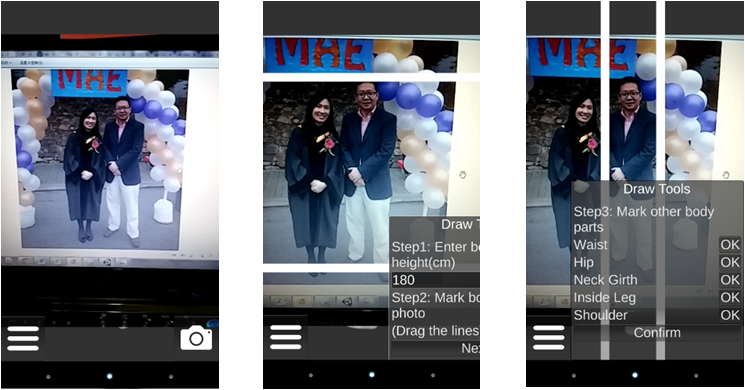 MAE
MAE
Draw T
Step1: Enter bo
height(cm)
180
Step2: Mark bo
photo
(Drag the lines
Nex
Draw Tools
Step3: Mark other body
parts
Waist OK
Hip OK
Neck Girth OK
Inside Leg OK
Shoulder OK
Confirm